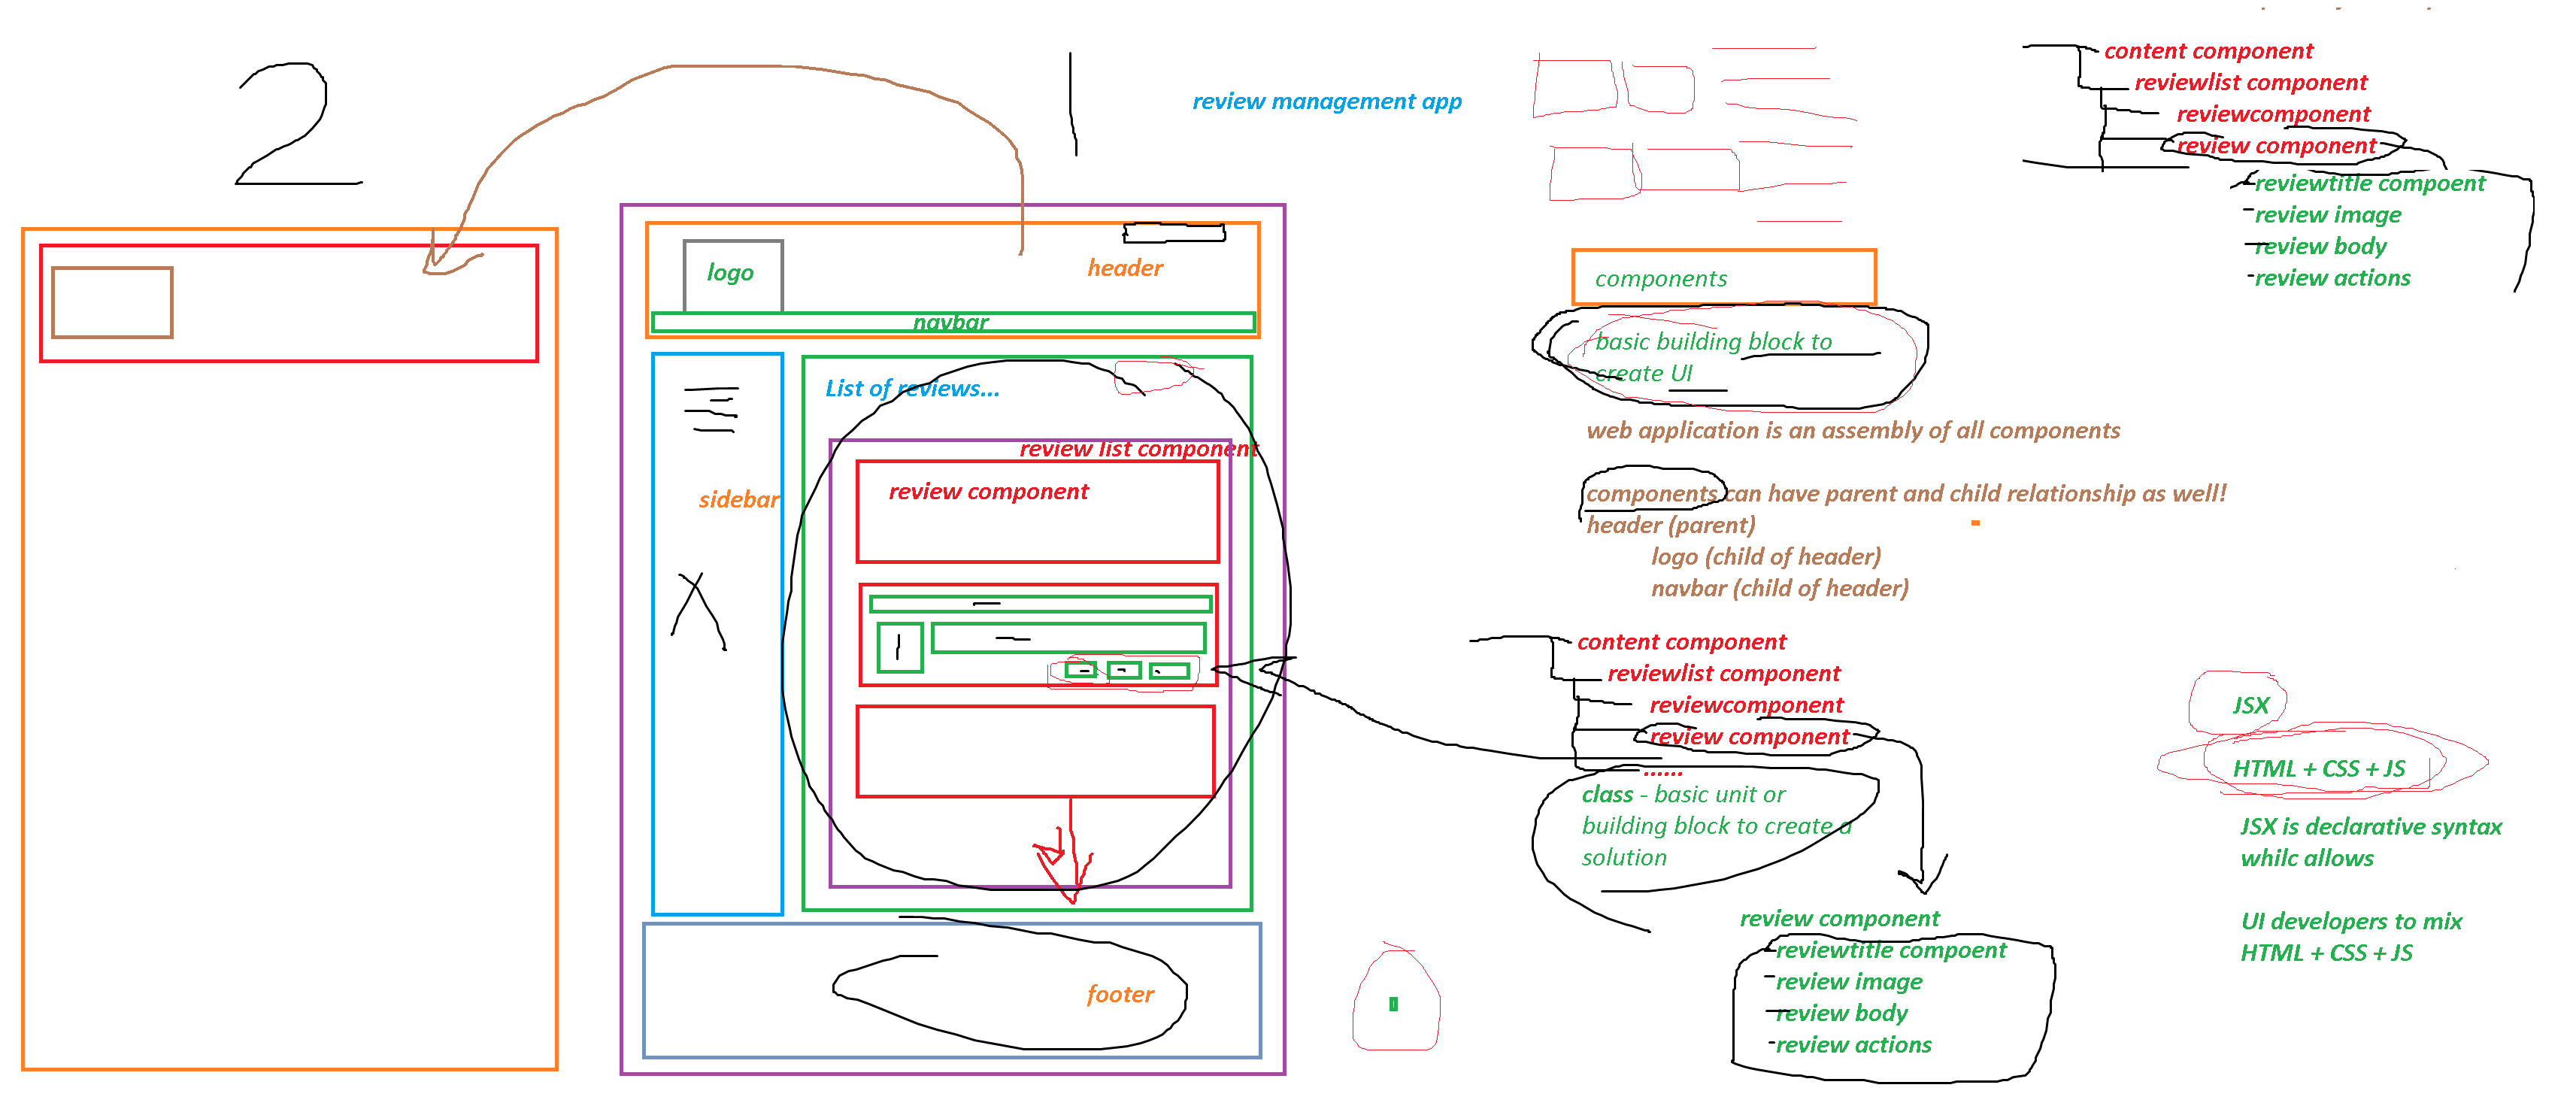 2
1
review management app
logo
header
navbar
sidebar
List of reviews...
review list component
review component
footer
components
basic building block to
create UI
web application is an assembly of all components
components can have parent and child relationship as well!
header (parent)
logo (child of header)
navbar (child of header)
content component
reviewlist component
reviewcomponent
review component
......
class - basic unit or
building block to create a
solution
review component
-reviewtitle compoent
-review image
-review body
-review actions
content component
reviewlist component
reviewcomponent
review component
-reviewtitle compoent
-review image
-review body
-review actions
JSX
HTML + CSS + JS
JSX is declarative syntax
whilc allows
UI developers to mix
HTML + CSS + JS